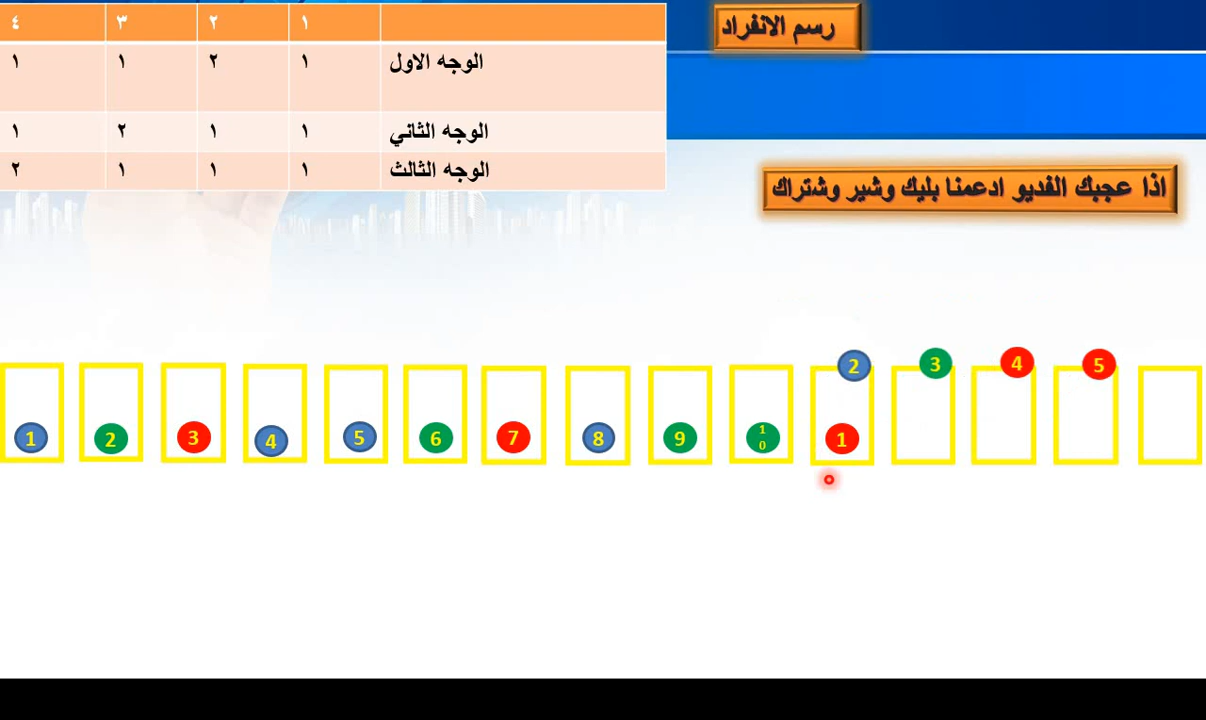 رسم الانفراد
١ ٢ ٣ ٤
الوجه الاول ١ ٢ ١ ١
الوجه الثاني ١ ١ ٢ ١
الوجه الثالث ١ ١ ١ ٢
اذا عجبك الفديو ادعمنا بليك وشير وشتراك
2 3 4 5
1 2 3 4 5 6 7 8 9 10 1